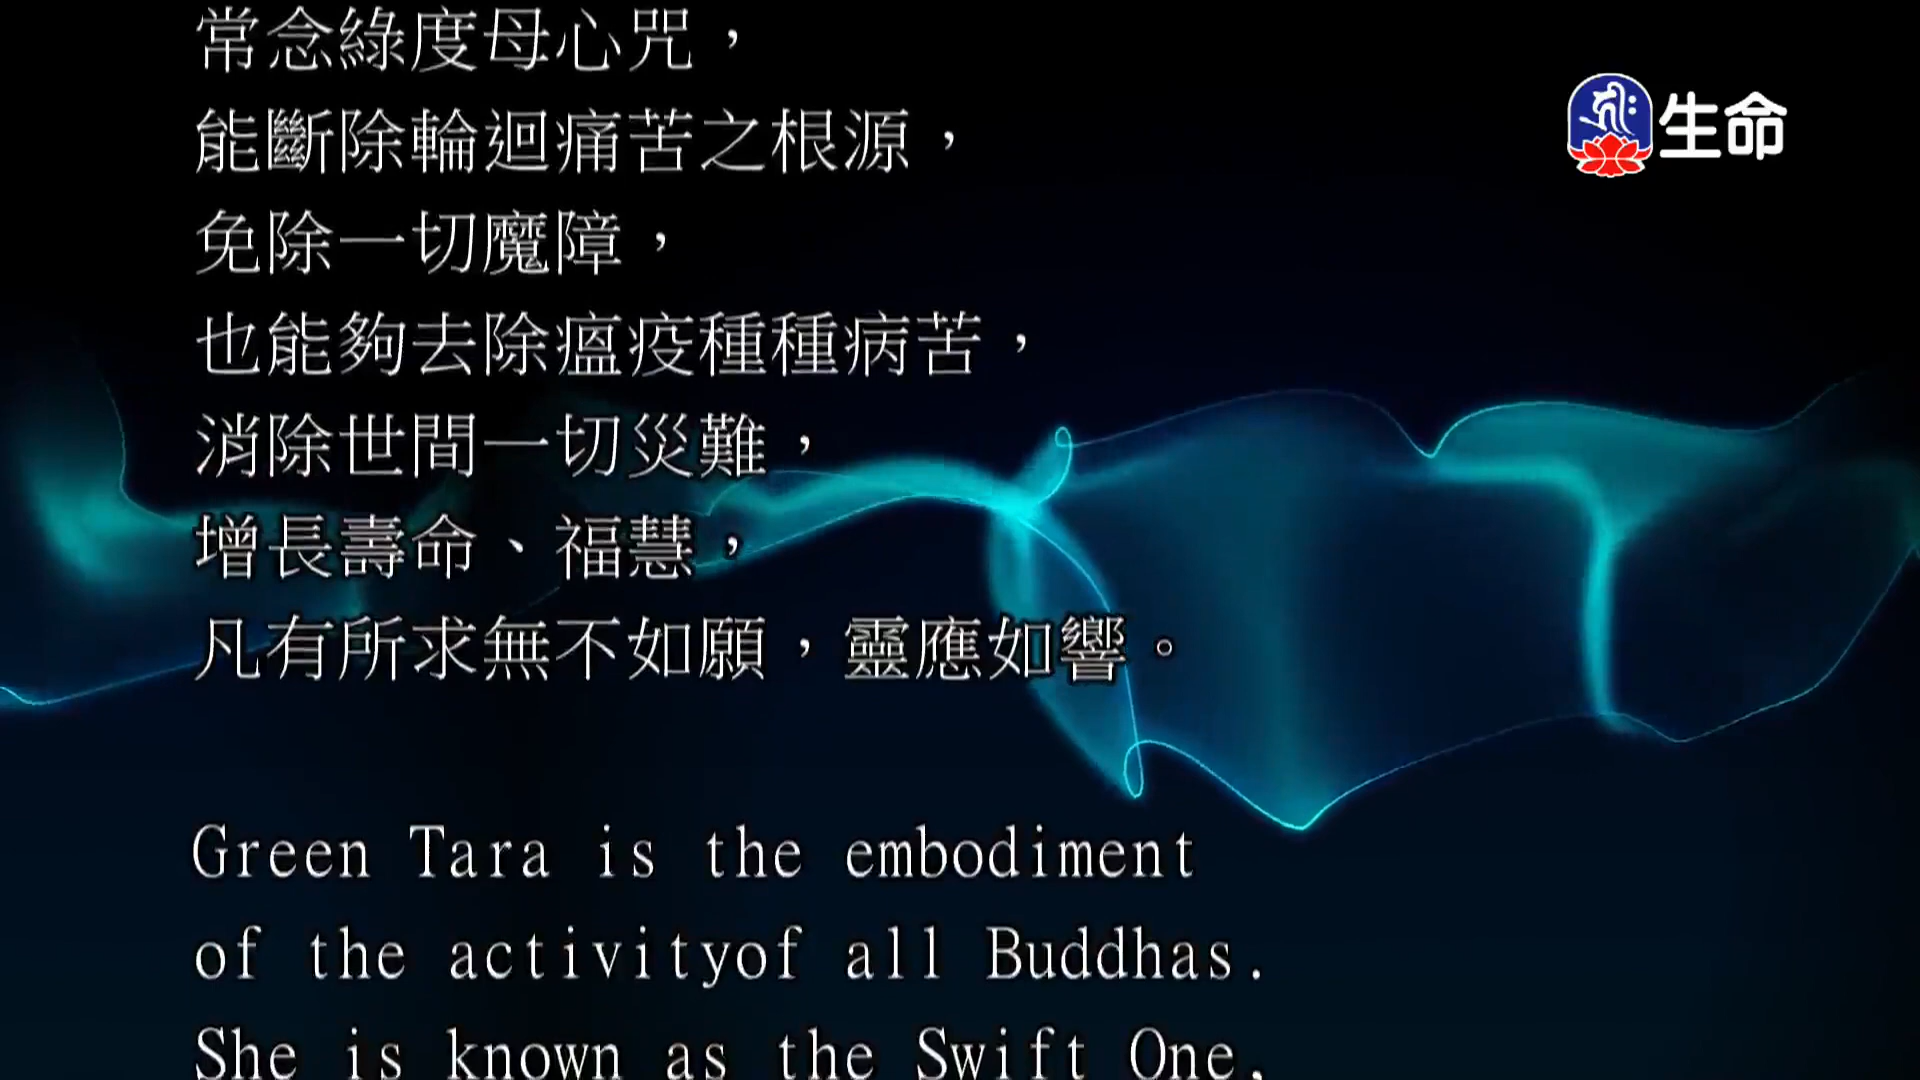 常念綠度母心咒，
能斷除輪迴痛苦之根源，
免除一切魔障，
也能夠去除瘟疫種種病苦，
消除世間一切災難，
增長壽命、福慧，
凡有所求無不如願，靈應如響。
生命
Green Tara is the embodiment
of the activityof all Buddhas.
She is known as the Swift One,